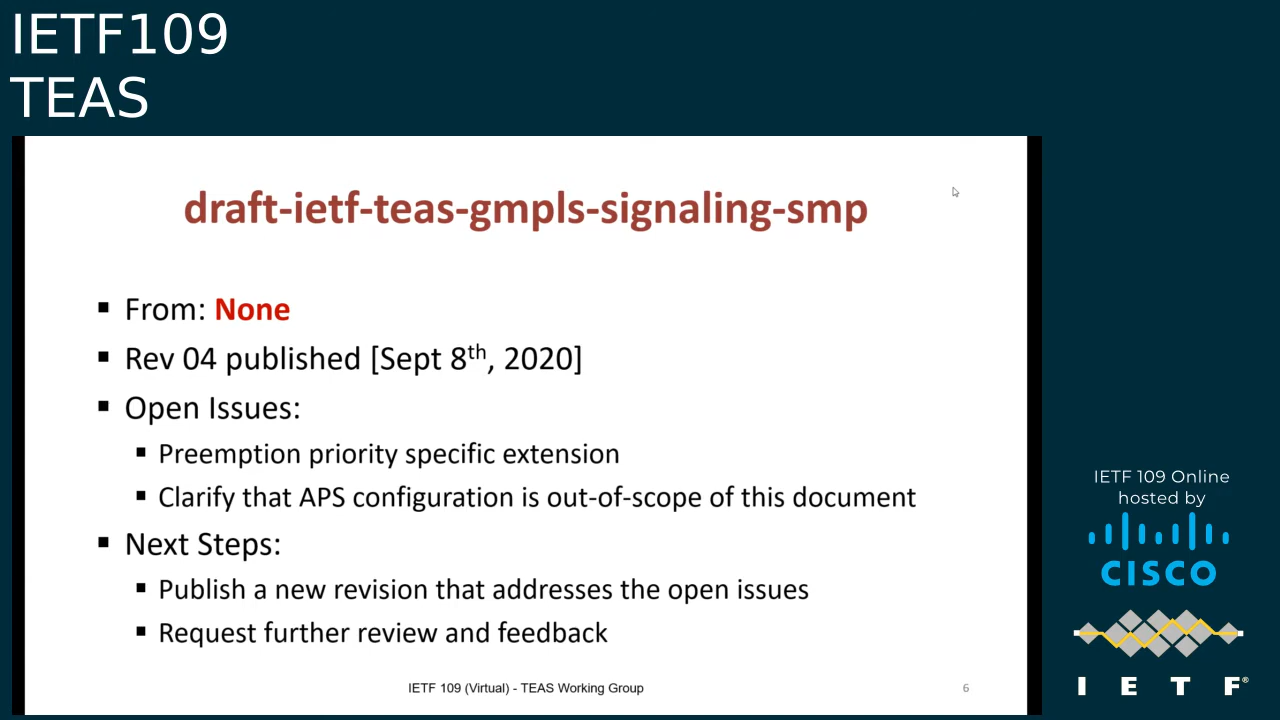 IETF109
TEAS
draft-ietf-teas-gmpls-signaling-smp
▪ From: None
▪ Rev 04 published [Sept 8th, 2020]
▪ Open Issues:
▪ Preemption priority specific extension
▪ Clarify that APS configuration is out-of-scope of this document
▪ Next Steps:
▪ Publish a new revision that addresses the open issues
▪ Request further review and feedback
IETF 109 (Virtual) - TEAS Working Group
6
IETF 109 Online
hosted by
CISCO
I E T F®